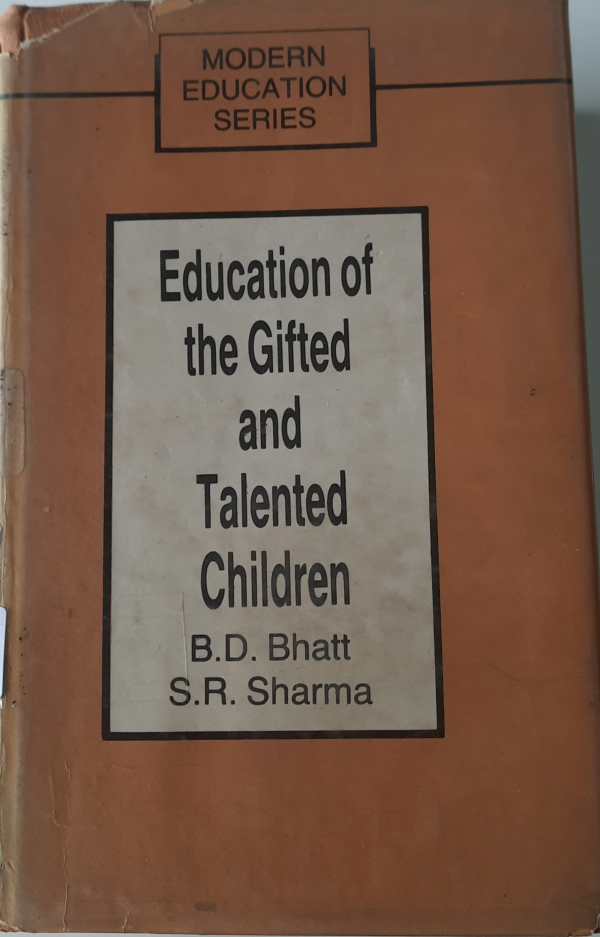 MODERN
EDUCATION
SERIES
Education of
the Gifted
and
Talented
Children
B.D. Bhatt
S.R. Sharma